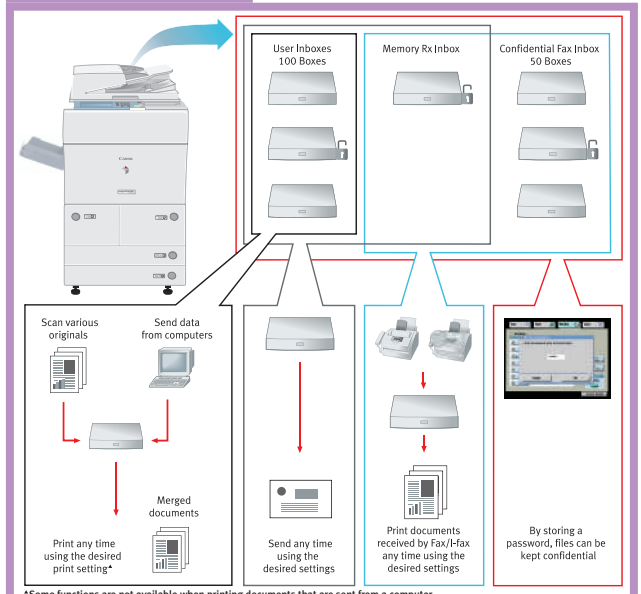 User Inboxes
100 Boxes
Memory Rx Inbox
Confidential Fax Inbox
50 Boxes
Canon
Scan various
originals
Send data
from computers
Merged
documents
Print any time
using the desired
print setting▲
Send any time
using the
desired settings
Print documents
received by Fax/I-fax
any time using the
desired settings
By storing a
password, files can be
kept confidential
▲Some functions are not available when printing documents that are sent from a computer